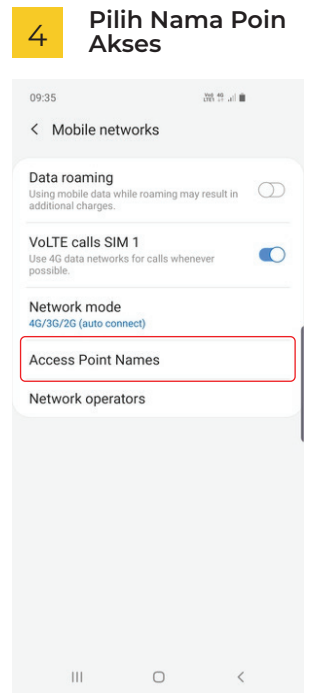 4
Pilih Nama Poin
Akses
09:35
Mobile networks
Data roaming
Using mobile data while roaming may result in
additional charges.
VoLTE calls SIM 1
Use 4G data networks for calls whenever
possible.
Network mode
4G/3G/2G (auto connect)
Access Point Names
Network operators